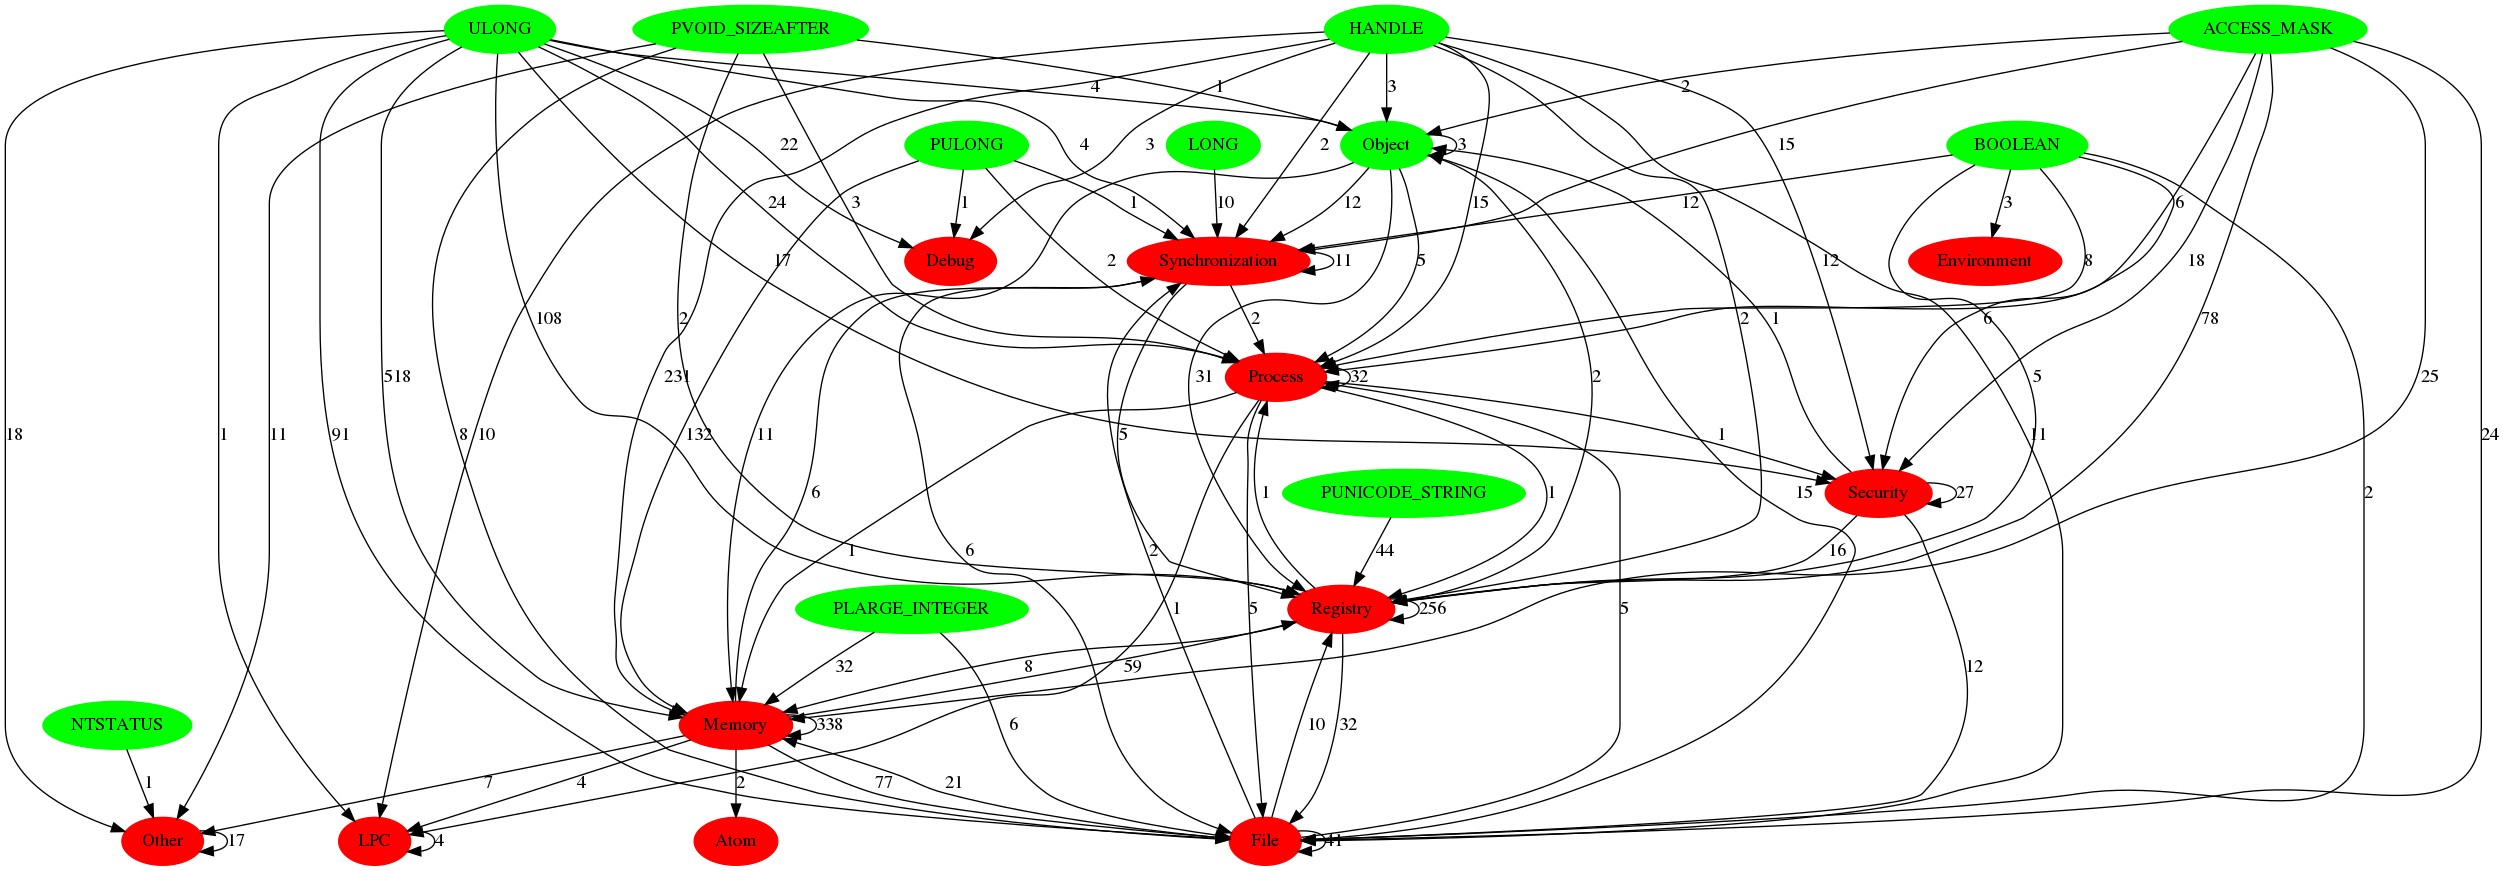 ULONG PVOID_SIZEAFTER HANDLE ACCESS_MASK
4 1 3 2
PULONG LONG Object 3 BOOLEAN
22 4 3 2 15
24 3 1 1 10 12 15 12 3 6
17 Debug Synchronization 11 5 12 8 18 Environment
108 2 2 2 2 1 6 78
518 231 31 32 2 5 25
Process
18 1 11 91 8 10 132 11 5 1 11 24
6 PUNICODE_STRING 1 15 Security 27 2
1 6 2 44 16
PLARGE_INTEGER 1 5 Registry 256 5
32 8 59 12
NTSTATUS Memory 338 6 10 32
1 7 4 2 77 21
Other 17 LPC 4 Atom File 41